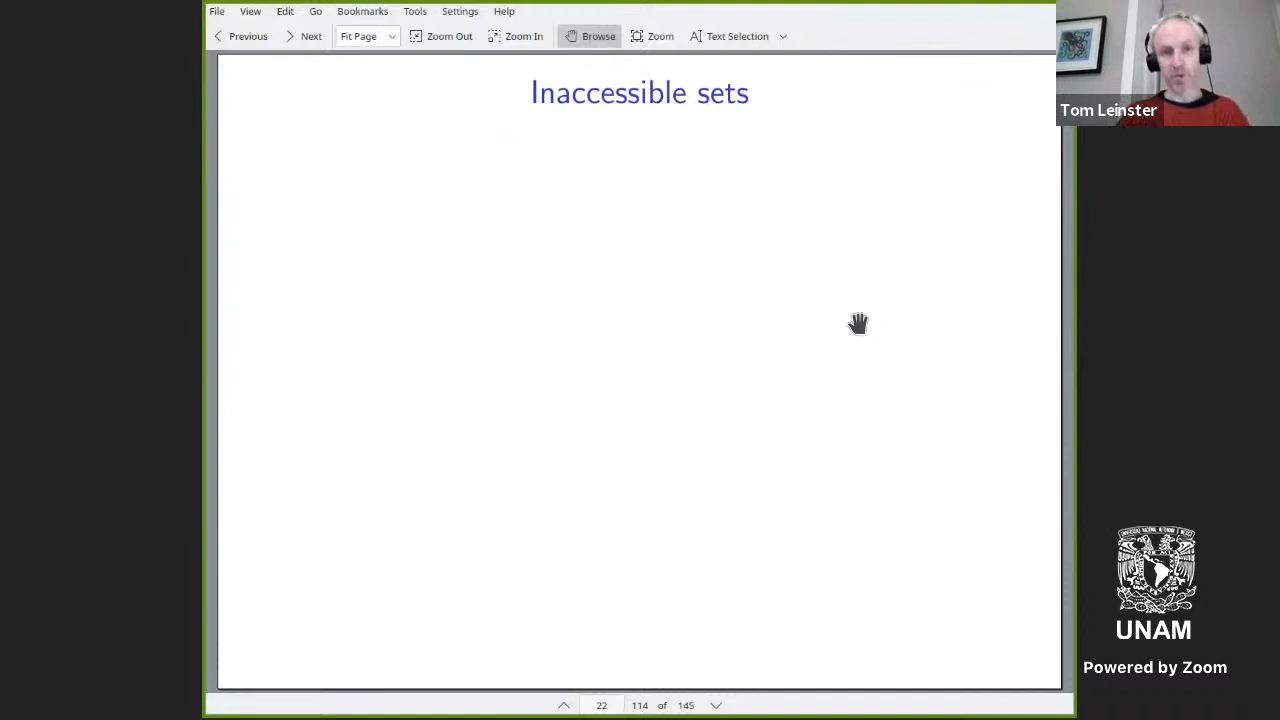 File View Edit Go Bookmarks Tools Settings Help
Previous Next Fit Page Zoom Out Zoom In Browse Zoom Text Selection
Inaccessible sets
Tom Leinster
UNAM
Powered by Zoom
22 114 of 145